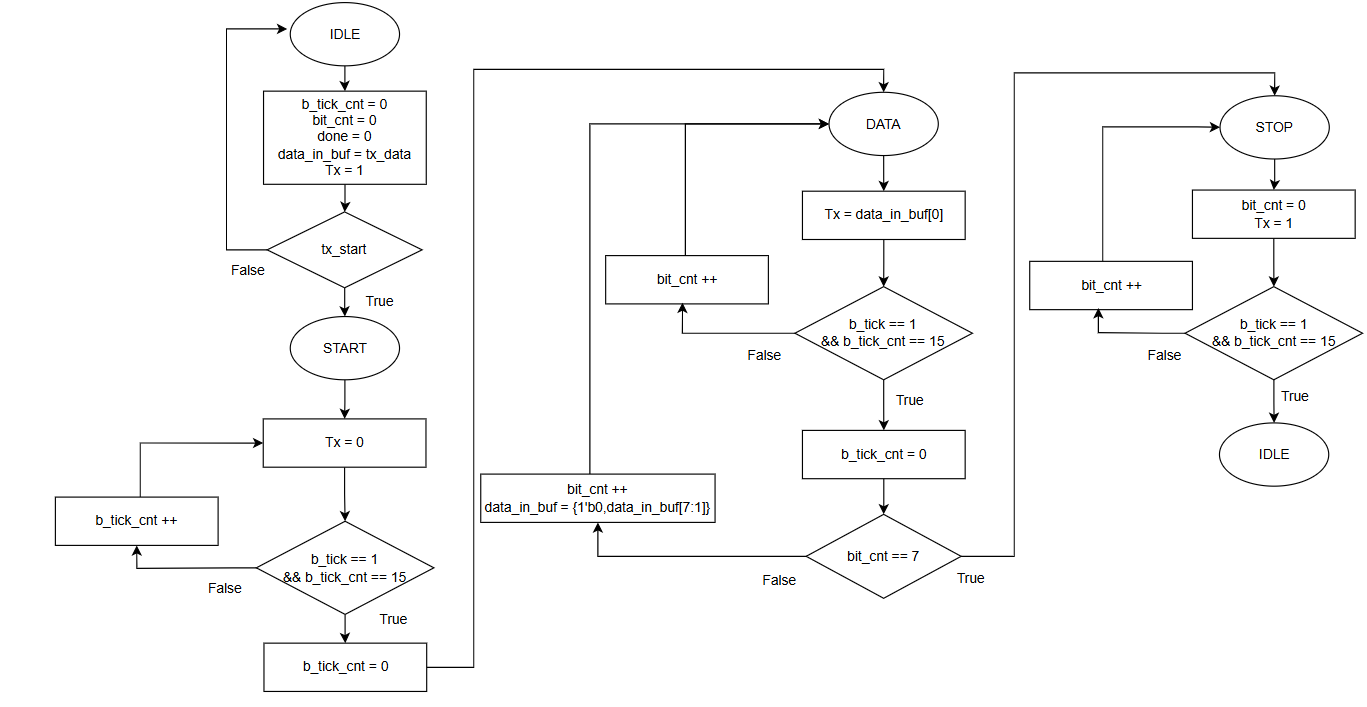 IDLE
b_tick_cnt = 0
bit_cnt = 0
done = 0
data_in_buf = tx_data
Tx = 1
tx_start
False
True
START
Tx = 0
b_tick_cnt ++
b_tick == 1
&& b_tick_cnt == 15
False
True
b_tick_cnt = 0
DATA
Tx = data_in_buf[0]
bit_cnt ++
b_tick == 1
&& b_tick_cnt == 15
False
True
b_tick_cnt = 0
bit_cnt ++
data_in_buf = {1'b0,data_in_buf[7:1]}
bit_cnt == 7
False
True
STOP
bit_cnt = 0
Tx = 1
bit_cnt ++
b_tick == 1
&& b_tick_cnt == 15
False
True
IDLE